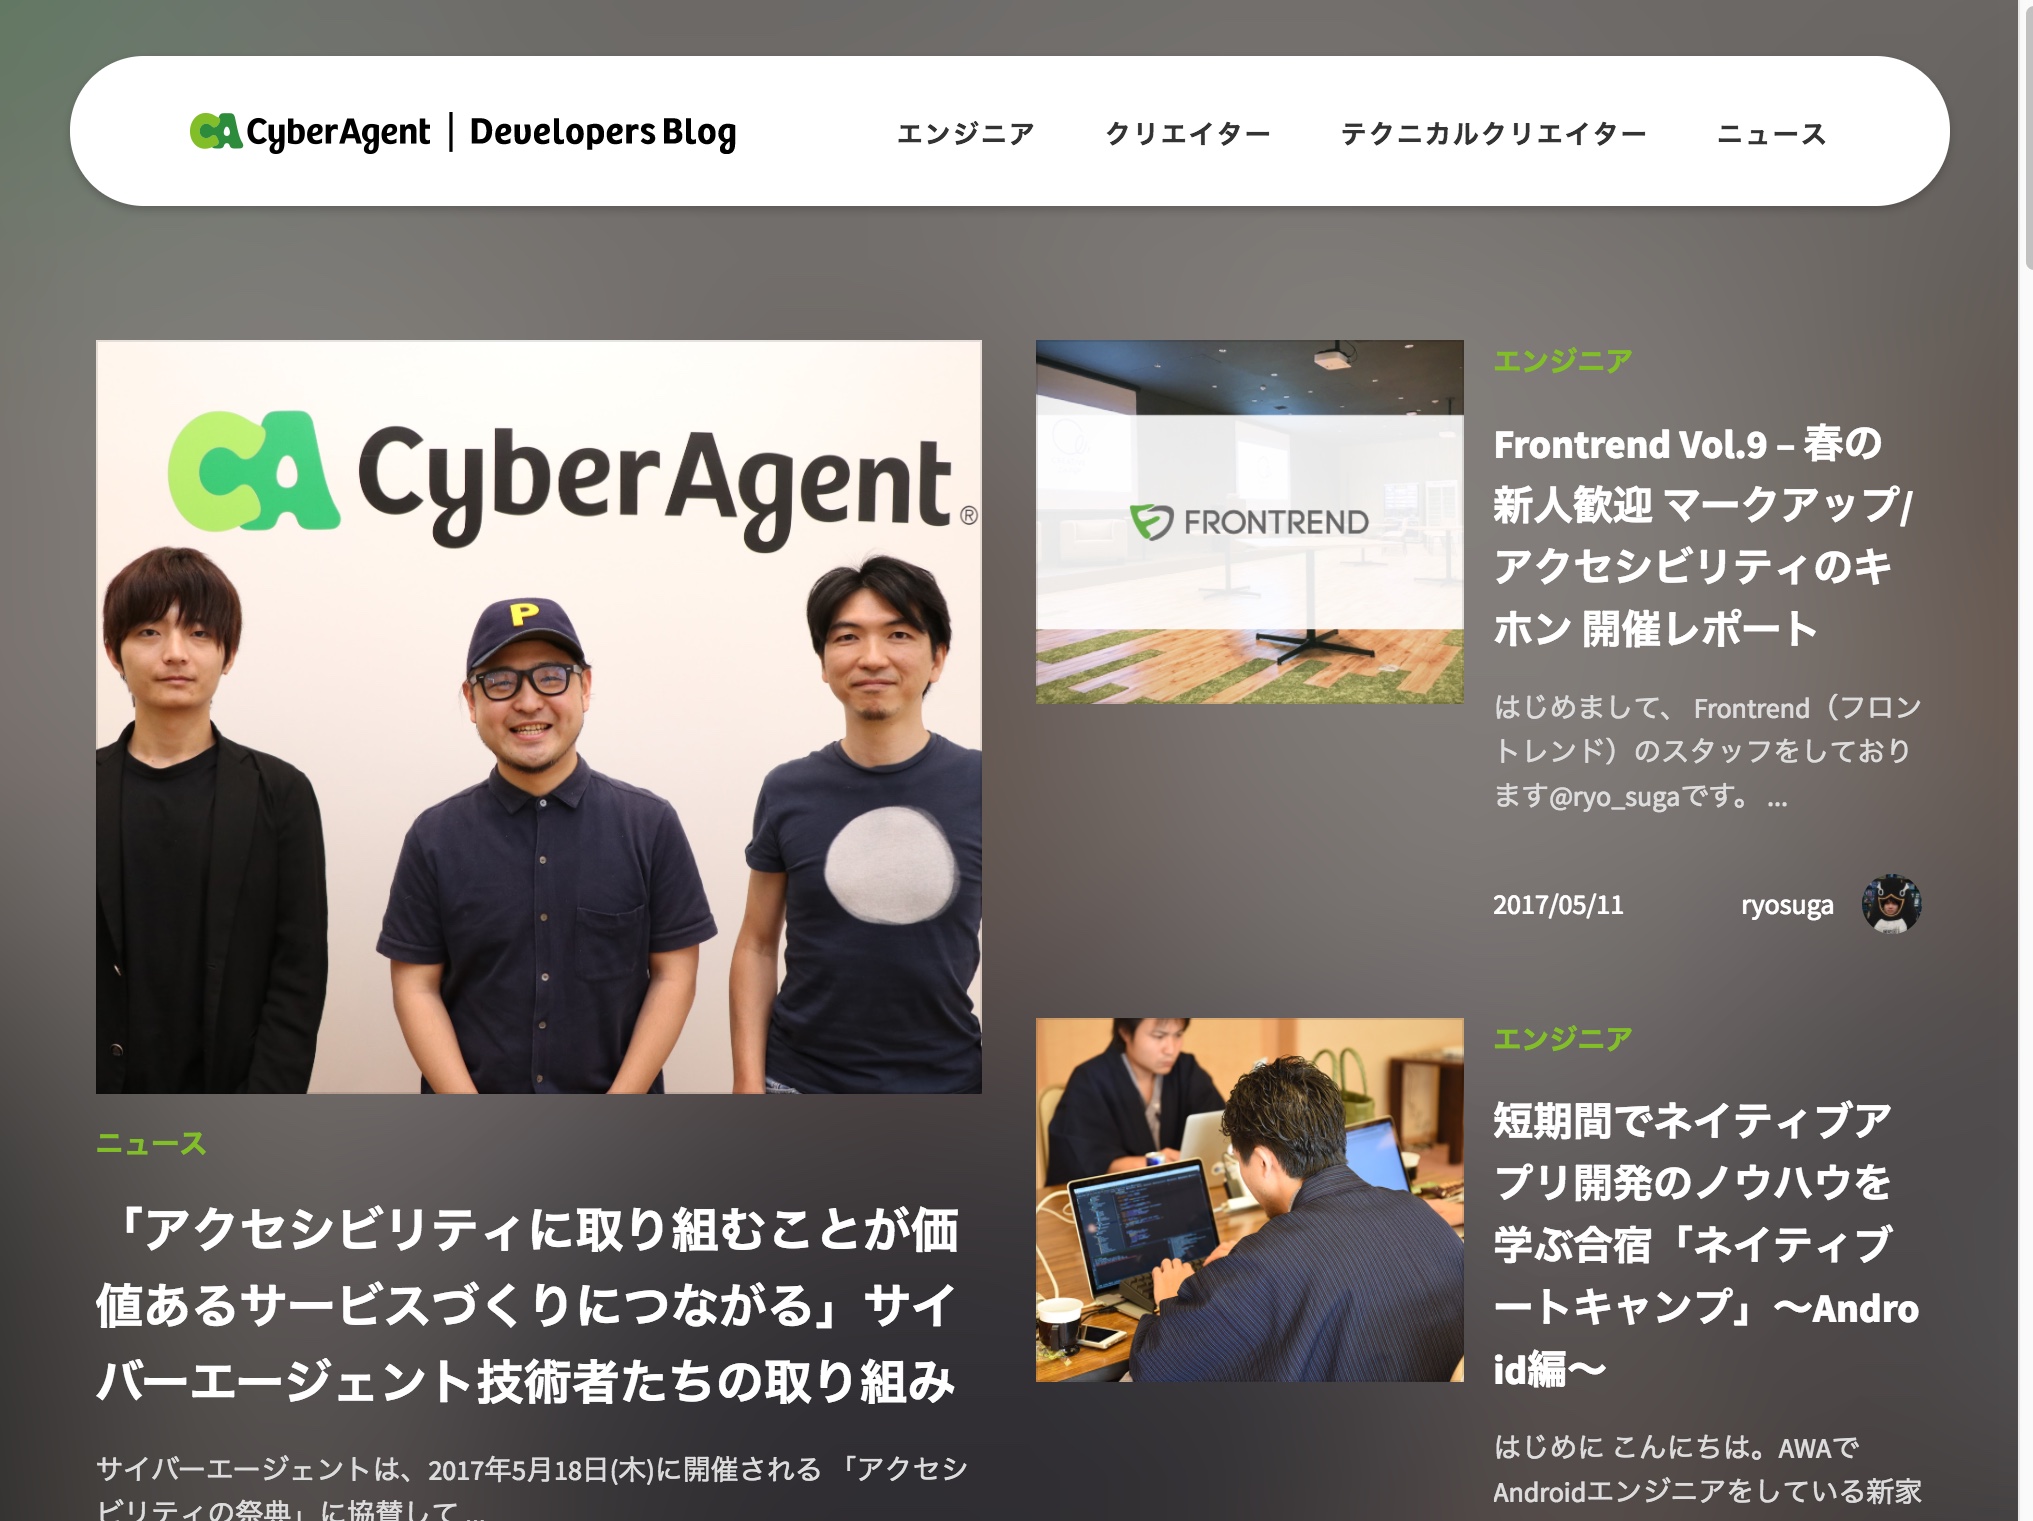 CyberAgent | Developers Blog
エンジニア
クリエイター
テクニカルクリエイター
ニュース
CA CyberAgent®
P
ニュース
「アクセシビリティに取り組むことが価
値あるサービスづくりにつながる」サイ
バーエージェント技術者たちの取り組み
サイバーエージェントは、2017年5月18日(木)に開催される 「アクセシ
ビリティの祭典」に協賛して ...
FRONTREND
エンジニア
Frontrend Vol.9 – 春の
新人歓迎 マークアップ/
アクセシビリティのキ
ホン 開催レポート
はじめまして、 Frontrend（フロン
トレンド）のスタッフをしており
ます@ryo_sugaです。 ...
2017/05/11
ryosuga
エンジニア
短期間でネイティブア
プリ開発のノウハウを
学ぶ合宿「ネイティブ
ートキャンプ」〜Andro
id編〜
はじめに こんにちは。AWAで
Androidエンジニアをしている新家